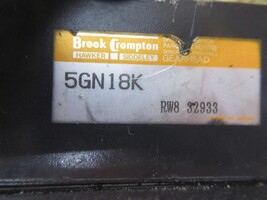 Brook Crompton
HAWKER SIDDELEY GEARHEAD
5GN18K
RW8 32933